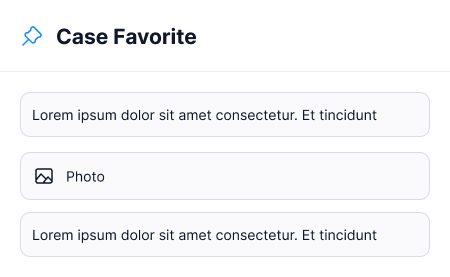 Case Favorite
Lorem ipsum dolor sit amet consectetur. Et tincidunt
Photo
Lorem ipsum dolor sit amet consectetur. Et tincidunt